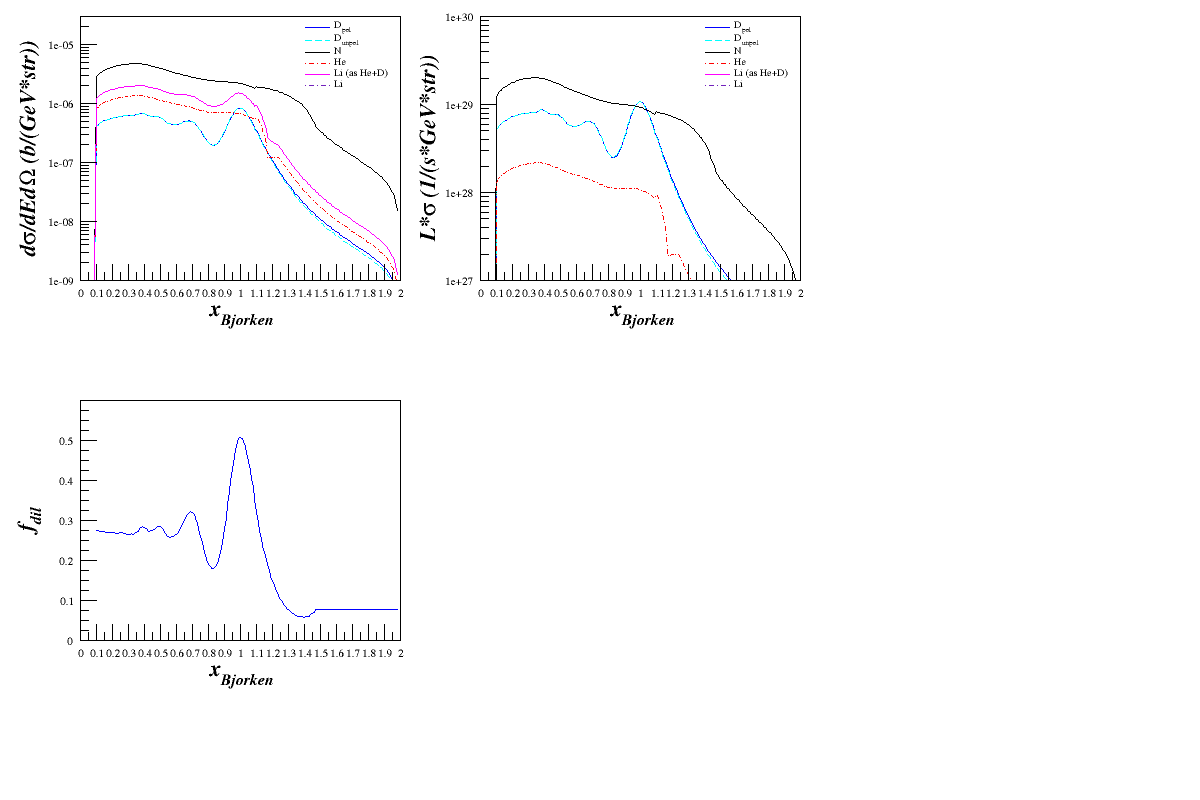 dσ/dEdΩ (b/(GeV*str))
1e-05
1e-06
1e-07
1e-08
1e-09
D_pol
D_unpol
N
He
Li (as He+D)
Li
0 0.1 0.2 0.3 0.4 0.5 0.6 0.7 0.8 0.9 1 1.1 1.2 1.3 1.4 1.5 1.6 1.7 1.8 1.9 2
x_Bjorken
L*σ (1/(s*GeV*str))
1e+30
1e+29
1e+28
1e+27
D_pol
D_unpol
N
He
Li (as He+D)
Li
0 0.1 0.2 0.3 0.4 0.5 0.6 0.7 0.8 0.9 1 1.1 1.2 1.3 1.4 1.5 1.6 1.7 1.8 1.9 2
x_Bjorken
f_dil
0.5
0.4
0.3
0.2
0.1
0
0 0.1 0.2 0.3 0.4 0.5 0.6 0.7 0.8 0.9 1 1.1 1.2 1.3 1.4 1.5 1.6 1.7 1.8 1.9 2
x_Bjorken